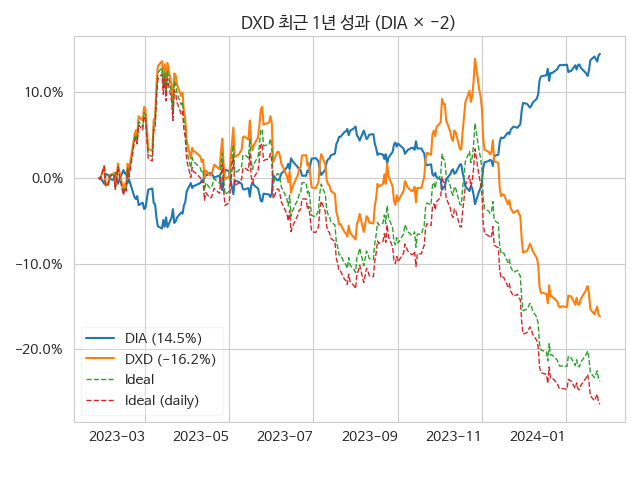 DXD 최근 1년 성과 (DIA × −2)
10.0%
0.0%
−10.0%
−20.0%
DIA (14.5%)
DXD (−16.2%)
Ideal
Ideal (daily)
2023−03
2023−05
2023−07
2023−09
2023−11
2024−01